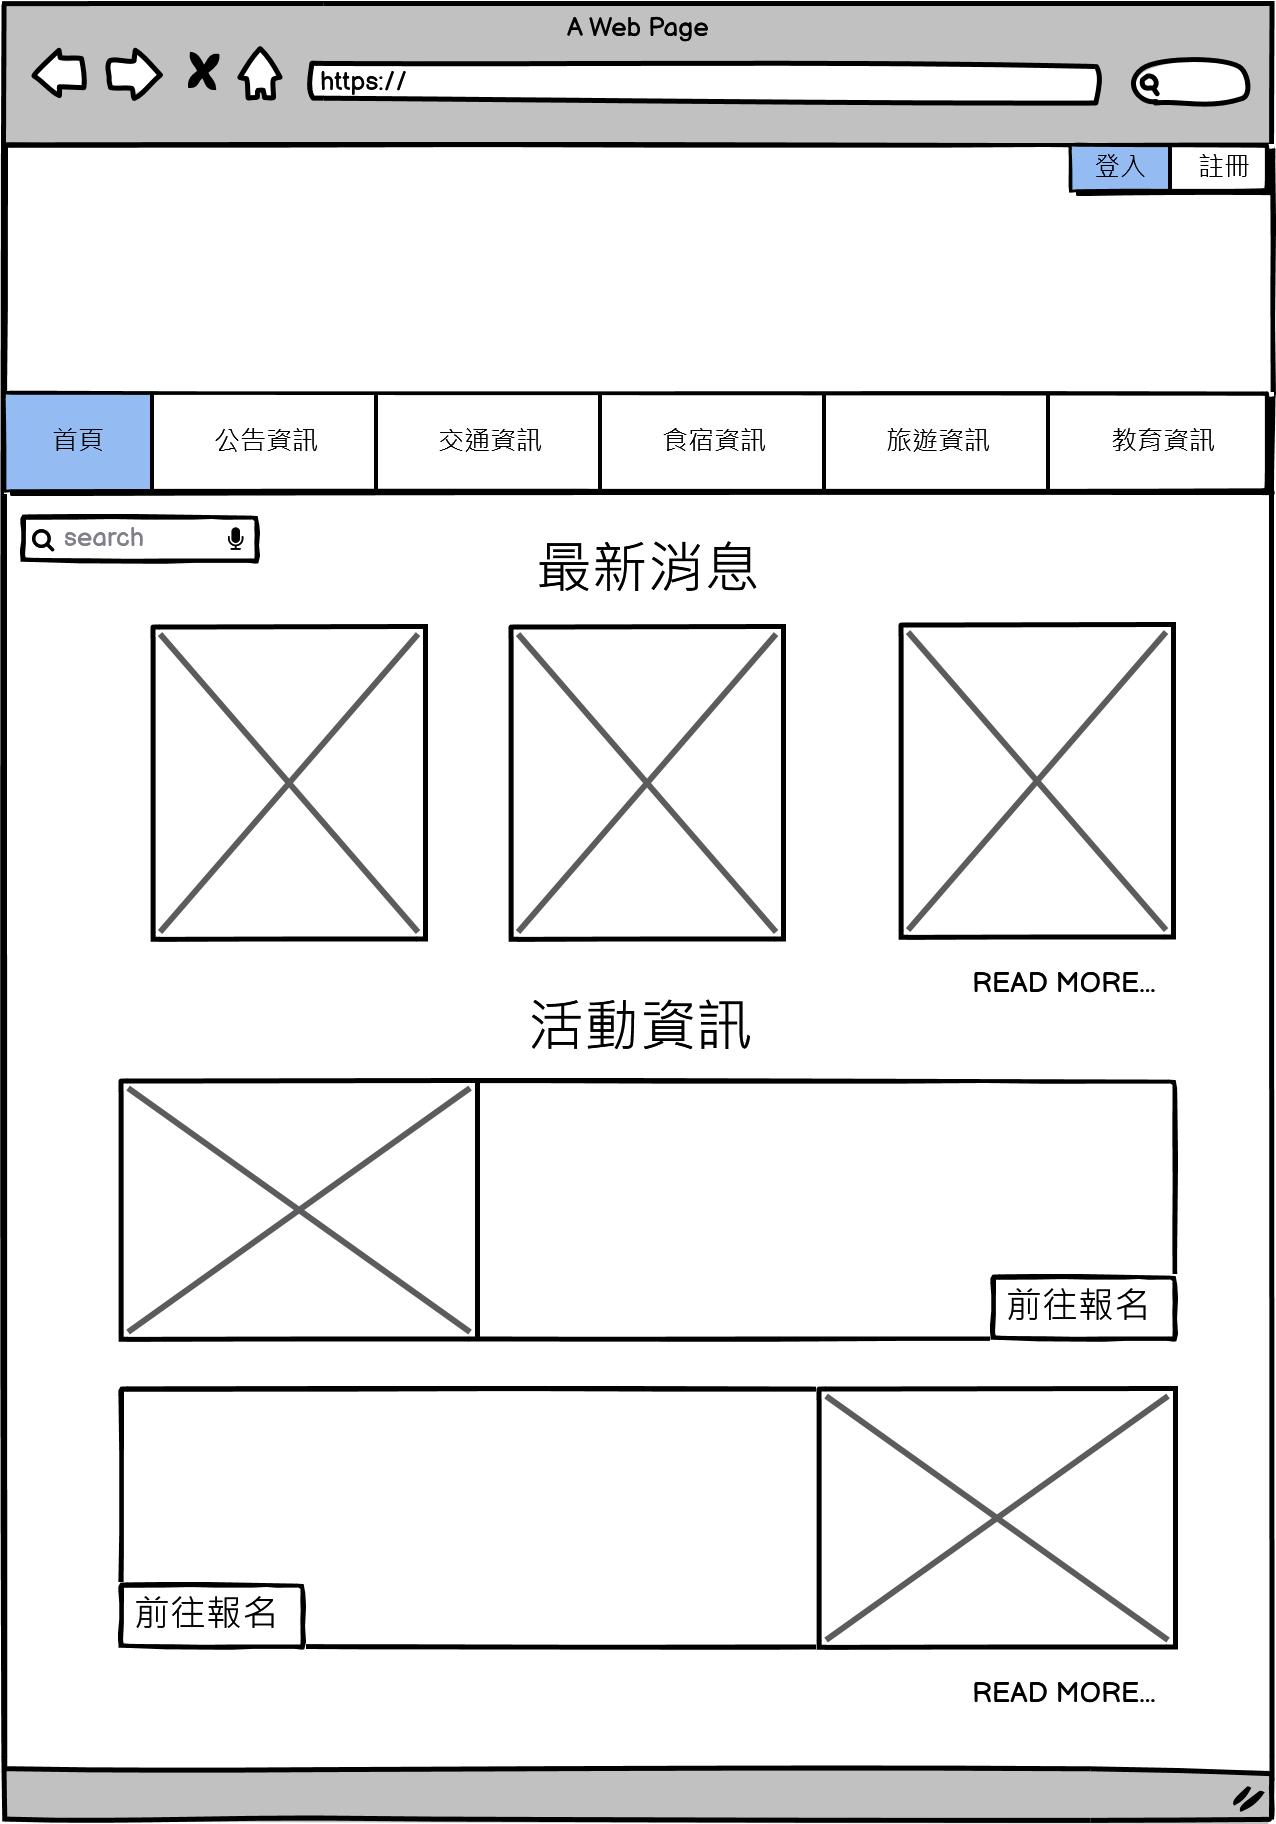 A Web Page
https://
登入 註冊
首頁 公告資訊 交通資訊 食宿資訊 旅遊資訊 教育資訊
search
最新消息
READ MORE...
活動資訊
前往報名
前往報名
READ MORE...